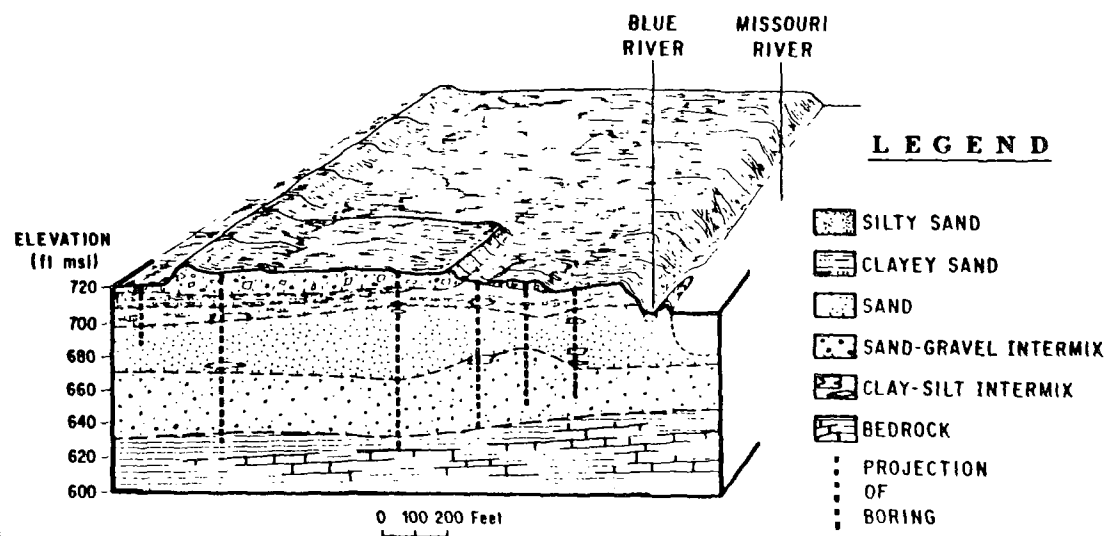 BLUE
RIVER
MISSOURI
RIVER
LEGEND
SILTY SAND
CLAYEY SAND
SAND
SAND-GRAVEL INTERMIX
CLAY-SILT INTERMIX
BEDROCK
PROJECTION
OF
BORING
ELEVATION
(ft msl)
720
700
680
660
640
620
600
0 100 200 Feet